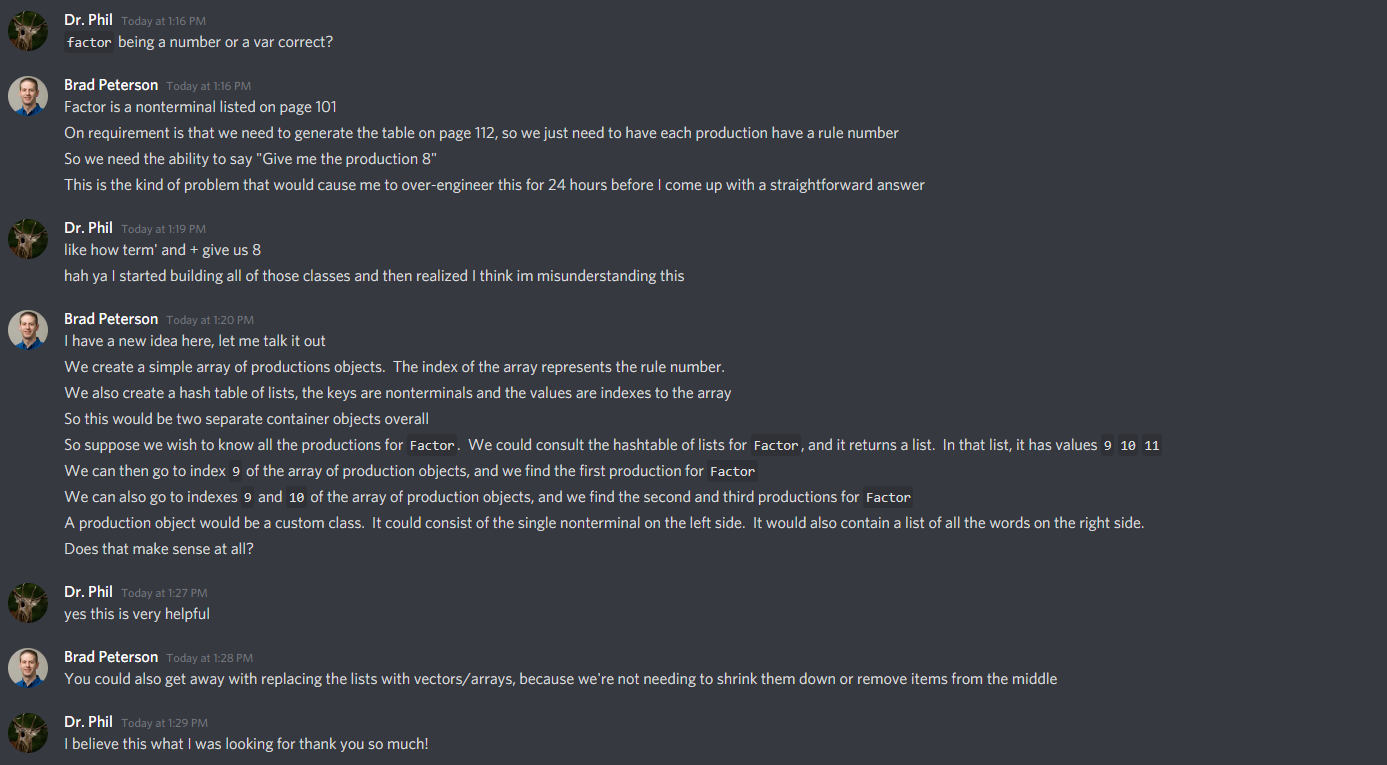 Dr. Phil Today at 1:16 PM
factor being a number or a var correct?
Brad Peterson Today at 1:16 PM
Factor is a nonterminal listed on page 101
On requirement is that we need to generate the table on page 112, so we just need to have each production have a rule number
So we need the ability to say "Give me the production 8"
This is the kind of problem that would cause me to over-engineer this for 24 hours before I come up with a straightforward answer
Dr. Phil Today at 1:19 PM
like how term' and + give us 8
hah ya I started building all of those classes and then realized I think im misunderstanding this
Brad Peterson Today at 1:20 PM
I have a new idea here, let me talk it out
We create a simple array of productions objects. The index of the array represents the rule number.
We also create a hash table of lists, the keys are nonterminals and the values are indexes to the array
So this would be two separate container objects overall
So suppose we wish to know all the productions for Factor. We could consult the hashtable of lists for Factor, and it returns a list. In that list, it has values 9 10 11
We can then go to index 9 of the array of production objects, and we find the first production for Factor
We can also go to indexes 9 and 10 of the array of production objects, and we find the second and third productions for Factor
A production object would be a custom class. It could consist of the single nonterminal on the left side. It would also contain a list of all the words on the right side.
Does that make sense at all?
Dr. Phil Today at 1:27 PM
yes this is very helpful
Brad Peterson Today at 1:28 PM
You could also get away with replacing the lists with vectors/arrays, because we're not needing to shrink them down or remove items from the middle
Dr. Phil Today at 1:29 PM
I believe this what I was looking for thank you so much!